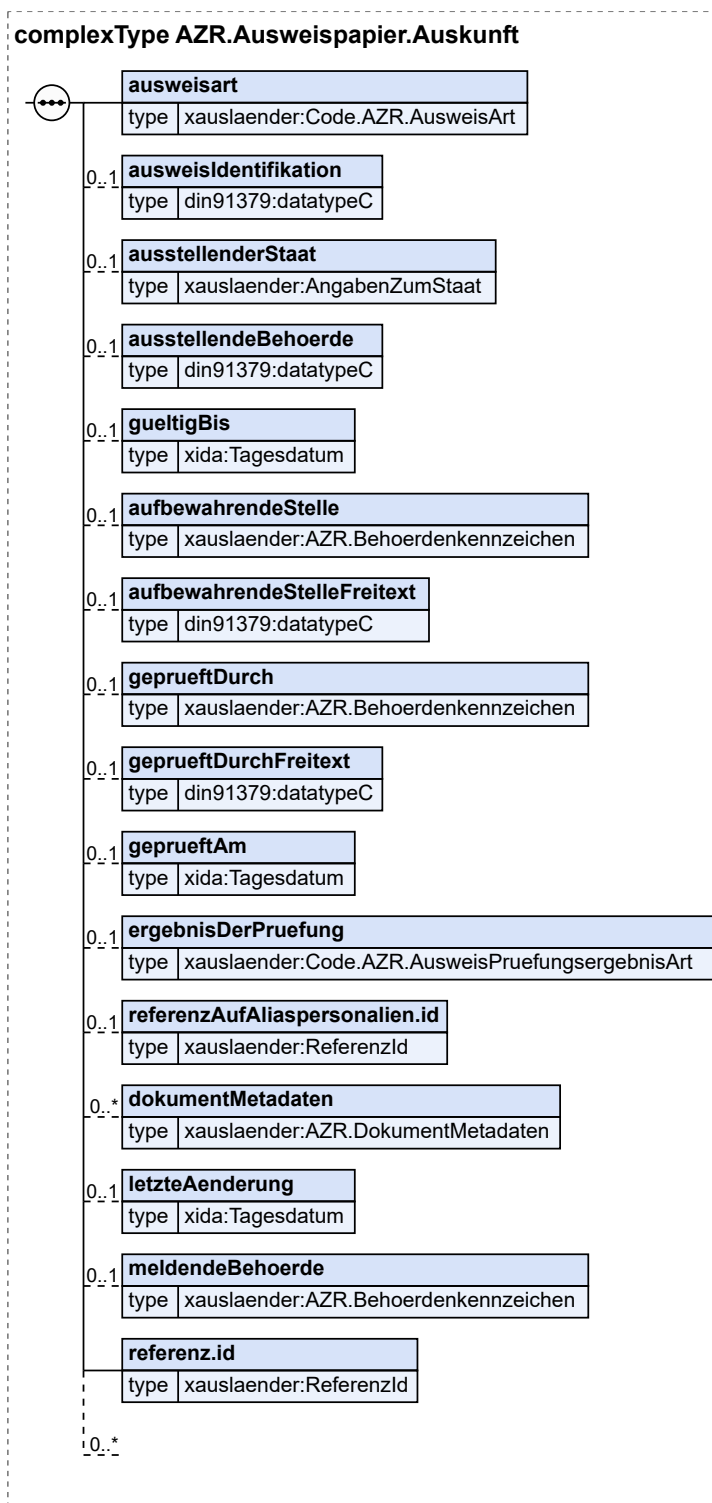 complexType AZR.Ausweispapier.Auskunft
ausweisart
type xauslaender:Code.AZR.AusweisArt
0..1 ausweisIdentifikation
type din91379:datatypeC
0..1 ausstellenderStaat
type xauslaender:AngabenZumStaat
0..1 ausstellendeBehoerde
type din91379:datatypeC
0..1 gueltigBis
type xida:Tagesdatum
0..1 aufbewahrendeStelle
type xauslaender:AZR.Behoerdenkennzeichen
0..1 aufbewahrendeStelleFreitext
type din91379:datatypeC
0..1 geprueftDurch
type xauslaender:AZR.Behoerdenkennzeichen
0..1 geprueftDurchFreitext
type din91379:datatypeC
0..1 geprueftAm
type xida:Tagesdatum
0..1 ergebnisDerPruefung
type xauslaender:Code.AZR.AusweisPruefungsergebnisArt
0..1 referenzAufAliaspersonalien.id
type xauslaender:ReferenzId
0..* dokumentMetadaten
type xauslaender:AZR.DokumentMetadaten
0..1 letzteAenderung
type xida:Tagesdatum
0..1 meldendeBehoerde
type xauslaender:AZR.Behoerdenkennzeichen
referenz.id
type xauslaender:ReferenzId
0..*